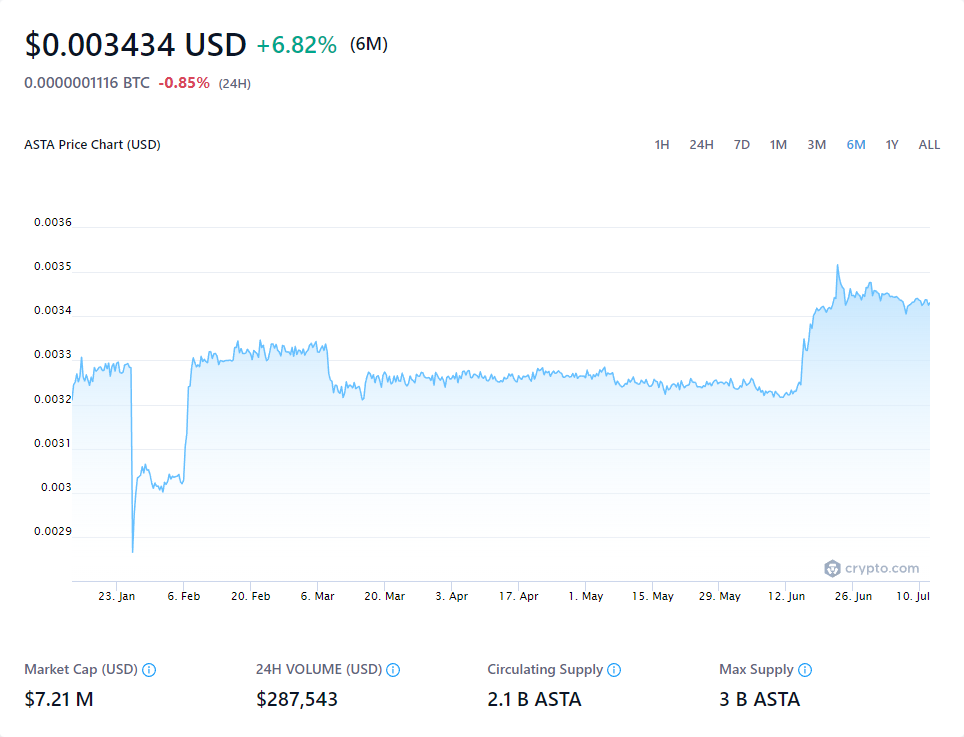 $0.003434 USD +6.82% (6M)
0.0000001116 BTC -0.85% (24H)
ASTA Price Chart (USD) 1H 24H 7D 1M 3M 6M 1Y ALL
0.0036
0.0035
0.0034
0.0033
0.0032
0.0031
0.003
0.0029
crypto.com
23. Jan 6. Feb 20. Feb 6. Mar 20. Mar 3. Apr 17. Apr 1. May 15. May 29. May 12. Jun 26. Jun 10. Jul
Market Cap (USD) 24H VOLUME (USD) Circulating Supply Max Supply
$7.21 M $287,543 2.1 B ASTA 3 B ASTA